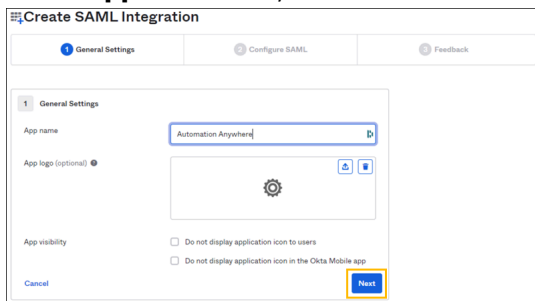 Create SAML Integration
1 General Settings
2 Configure SAML
3 Feedback
1 General Settings
App name
Automation Anywhere
App logo (optional)
App visibility
Do not display application icon to users
Do not display application icon in the Okta Mobile app
Cancel
Next